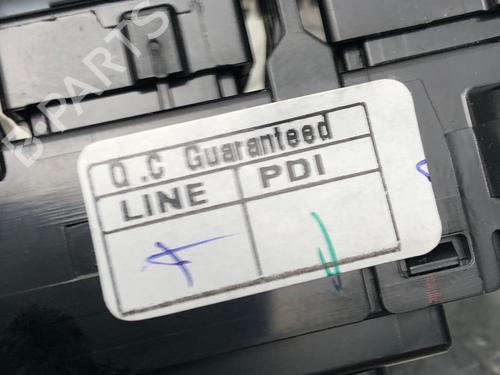 B PARTS
Q.C Guaranteed
LINE PDI